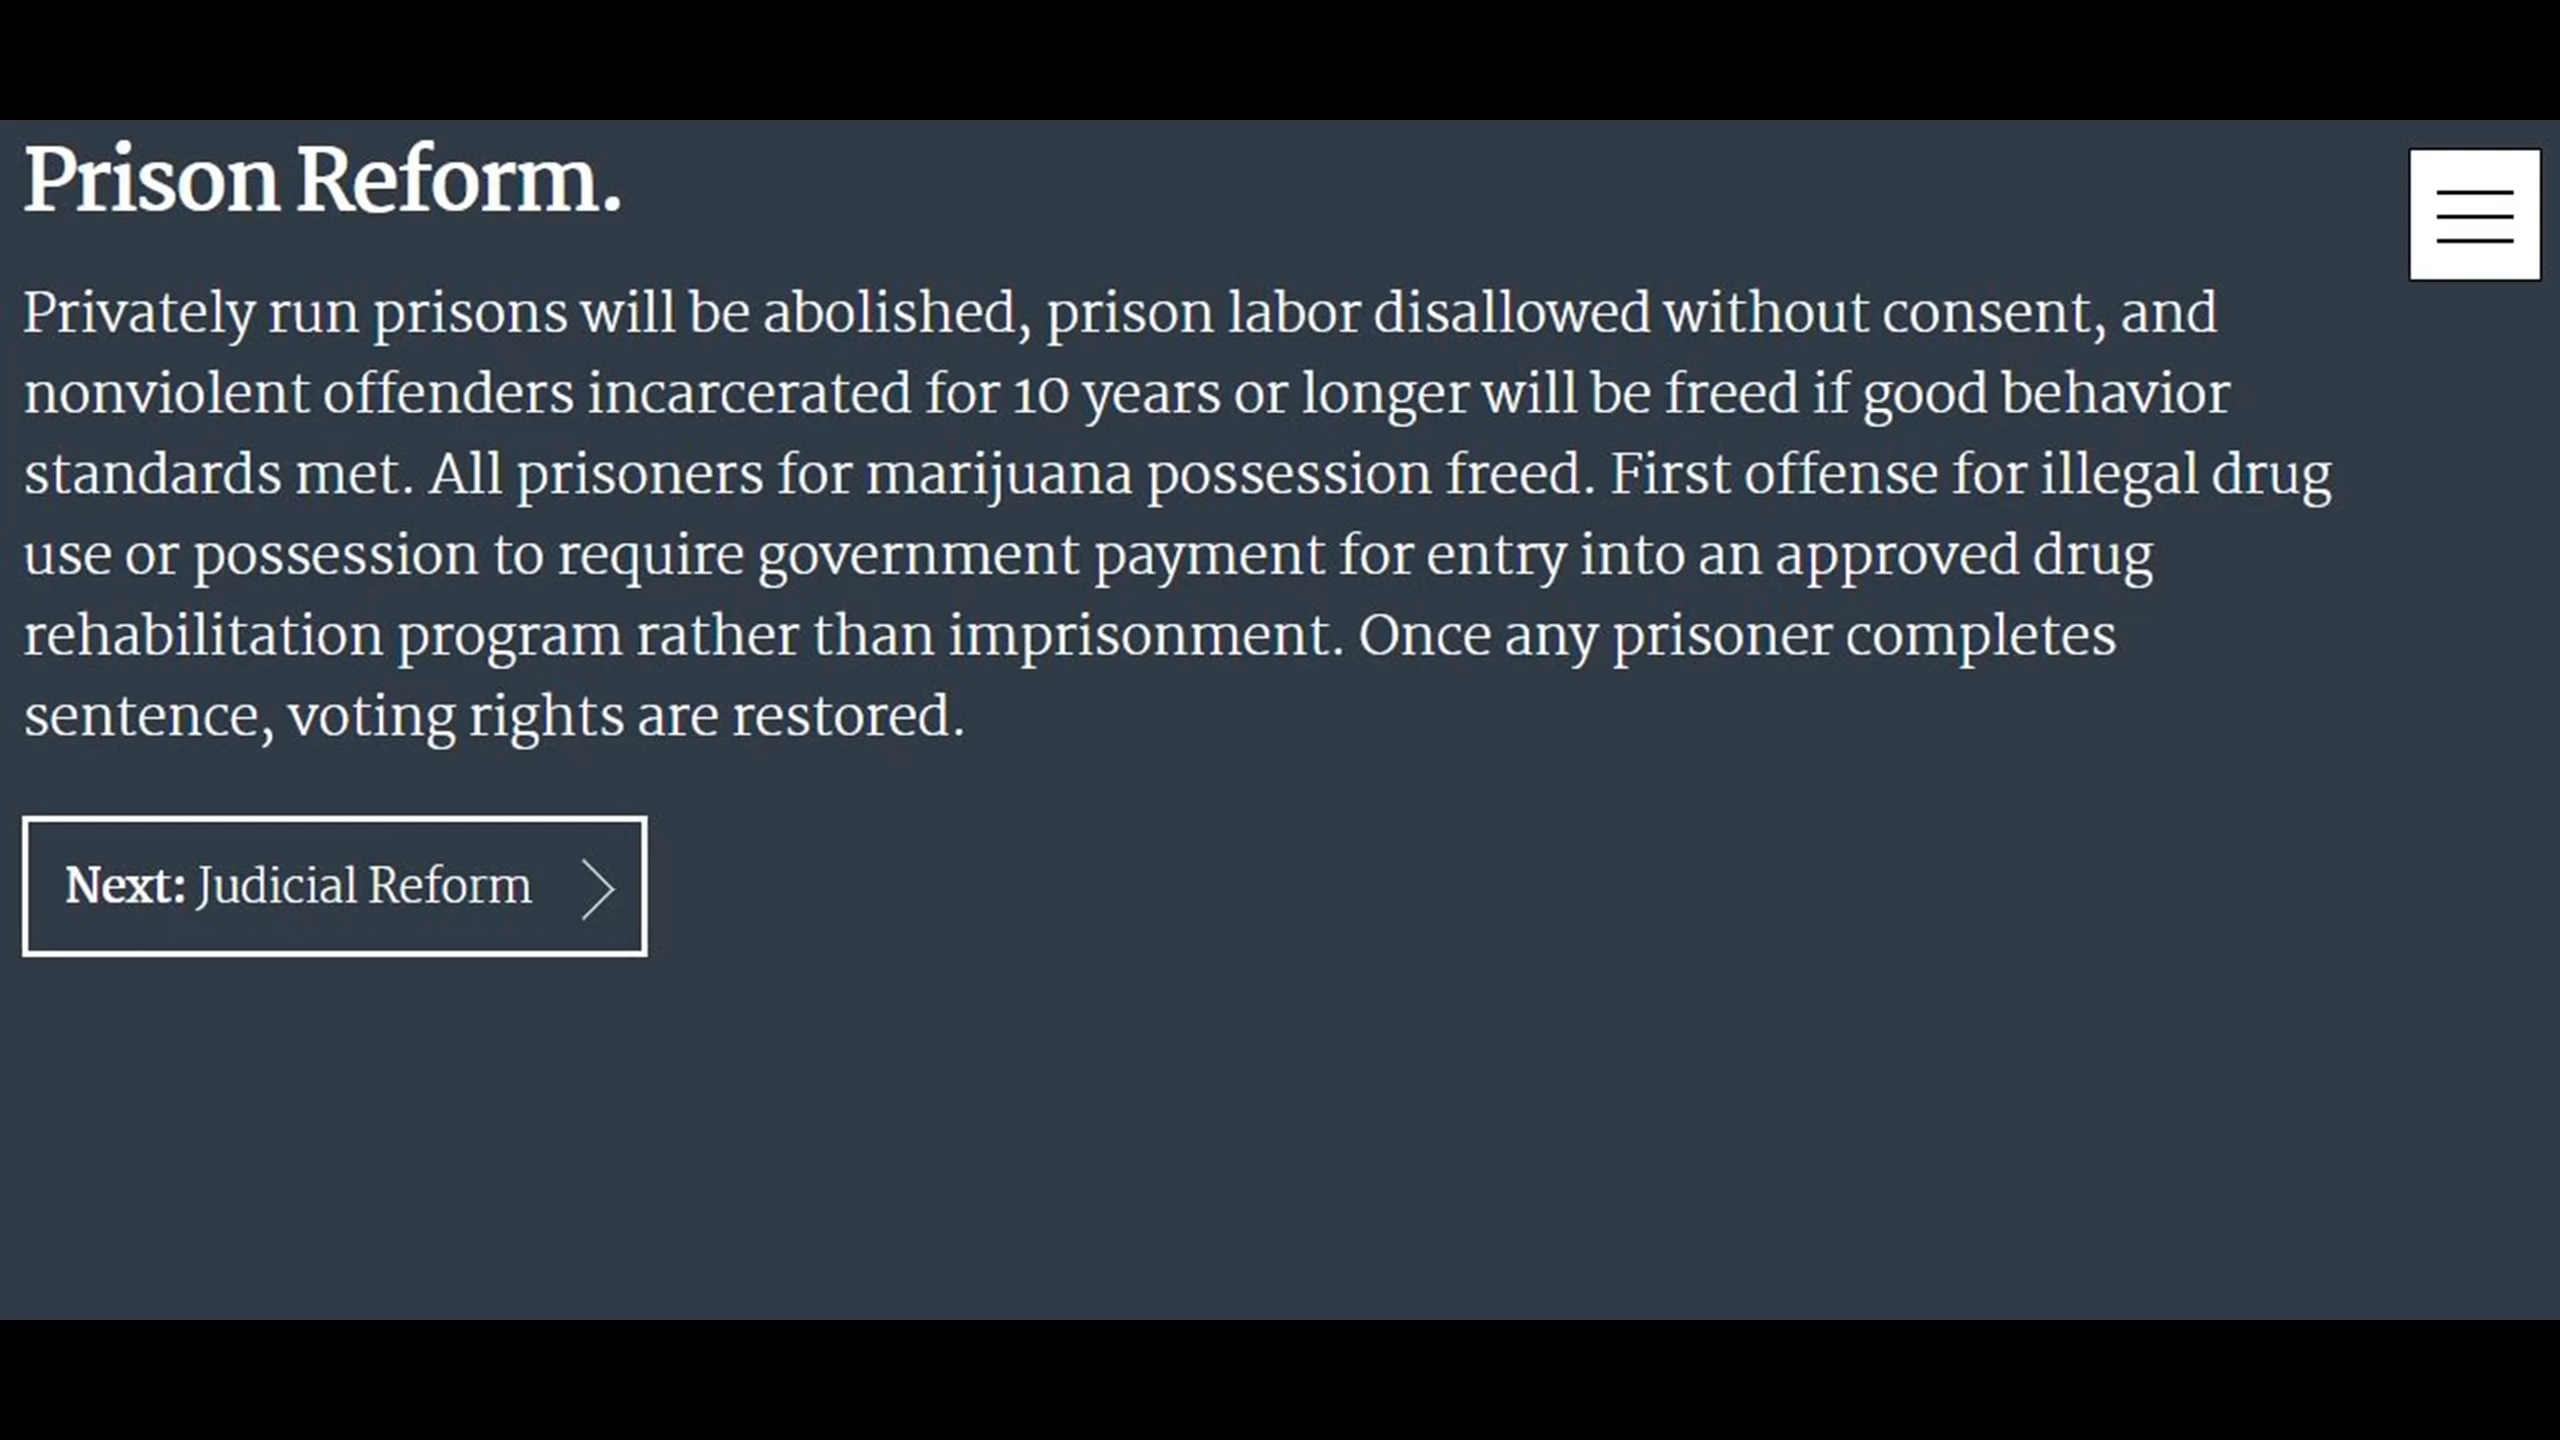 Prison Reform.
Privately run prisons will be abolished, prison labor disallowed without consent, and
nonviolent offenders incarcerated for 10 years or longer will be freed if good behavior
standards met. All prisoners for marijuana possession freed. First offense for illegal drug
use or possession to require government payment for entry into an approved drug
rehabilitation program rather than imprisonment. Once any prisoner completes
sentence, voting rights are restored.
Next: Judicial Reform